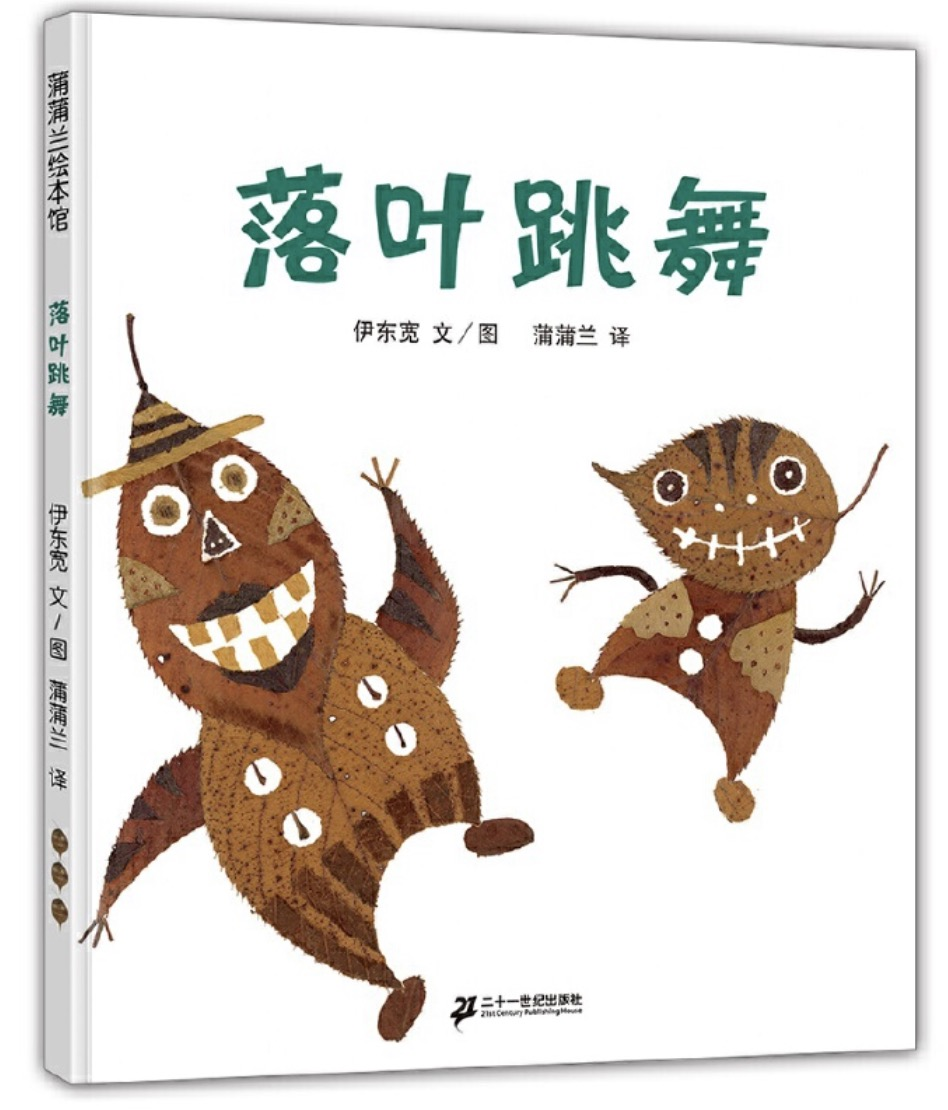 蒲蒲兰绘本馆
落叶跳舞
伊东宽 文/图 蒲蒲兰 译
落叶跳舞
伊东宽 文/图 蒲蒲兰 译
21 二十一世纪出版社
21st Century Publishing House